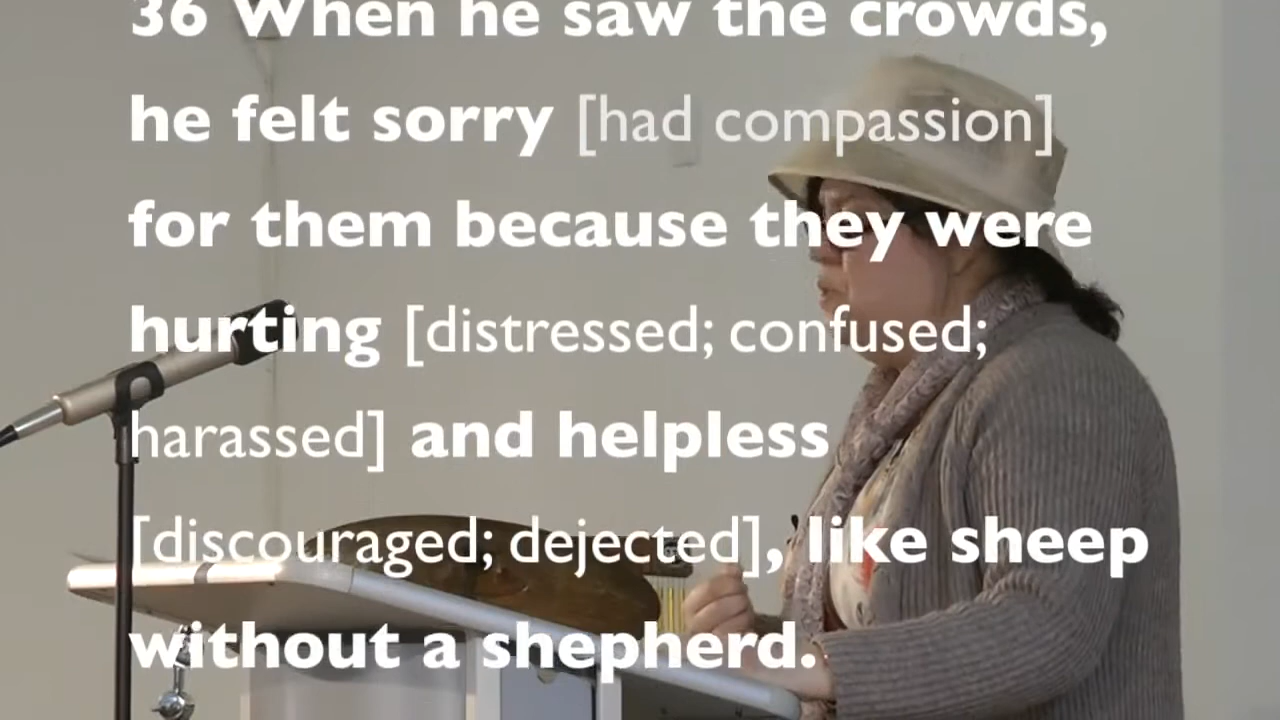 36 When he saw the crowds,
he felt sorry [had compassion]
for them because they were
hurting [distressed; confused;
harassed] and helpless
[discouraged; dejected], like sheep
without a shepherd.